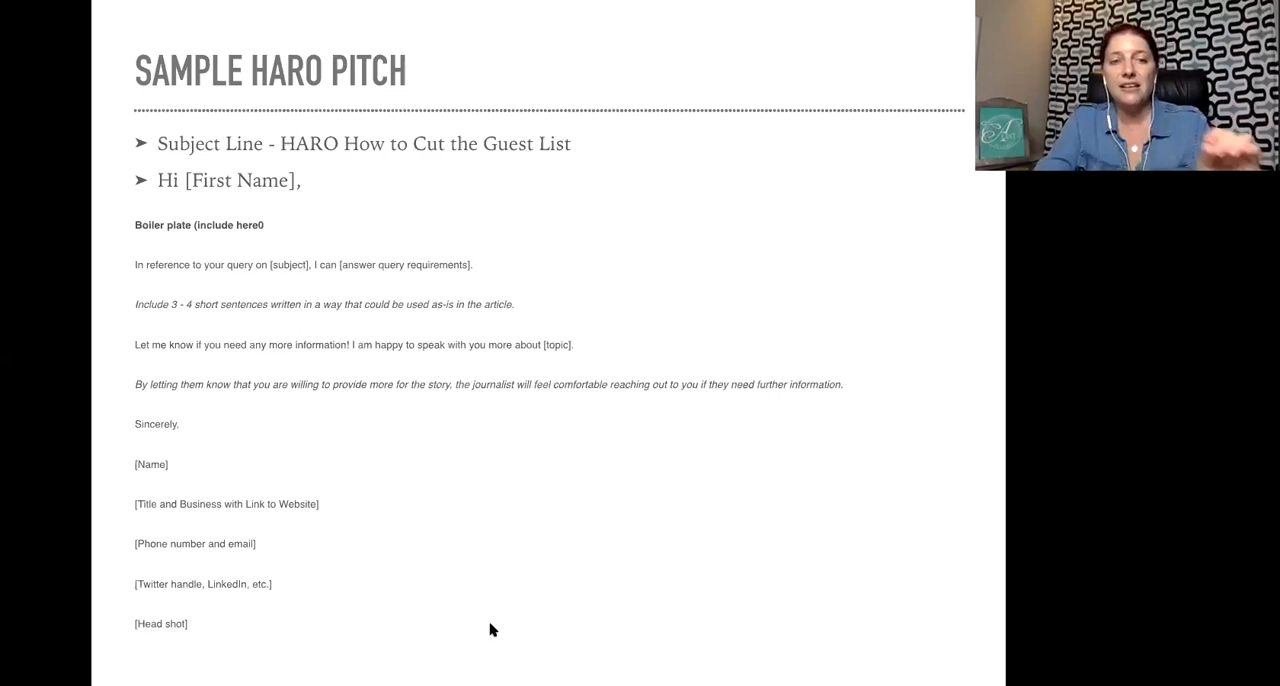 SAMPLE HARO PITCH
➤ Subject Line - HARO How to Cut the Guest List
➤ Hi [First Name],
Boiler plate (include here0
In reference to your query on [subject], I can [answer query requirements].
Include 3 - 4 short sentences written in a way that could be used as-is in the article.
Let me know if you need any more information! I am happy to speak with you more about [topic].
By letting them know that you are willing to provide more for the story, the journalist will feel comfortable reaching out to you if they need further information.
Sincerely,
[Name]
[Title and Business with Link to Website]
[Phone number and email]
[Twitter handle, LinkedIn, etc.]
[Head shot]